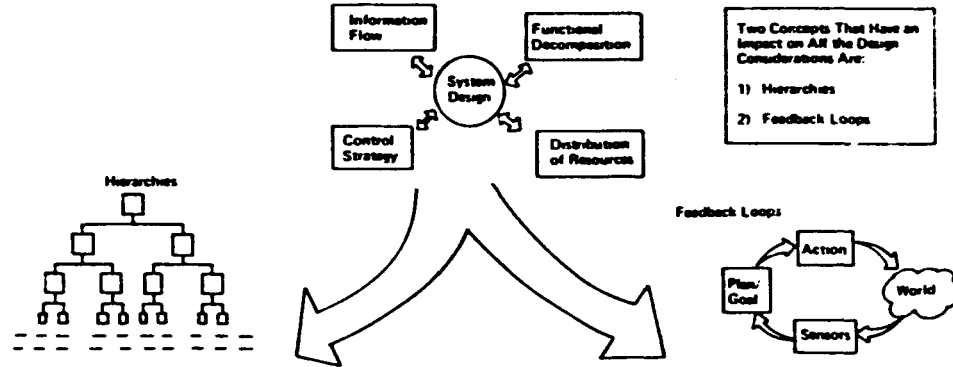 Information
Flow
Functional
Decomposition
System
Design
Control
Strategy
Distribution
of Resources
Two Concepts That Have an
Impact on All the Design
Considerations Are:
1) Hierarchies
2) Feedback Loops
Hierarchies
Feedback Loops
Action
Plan/
Goal
World
Sensors